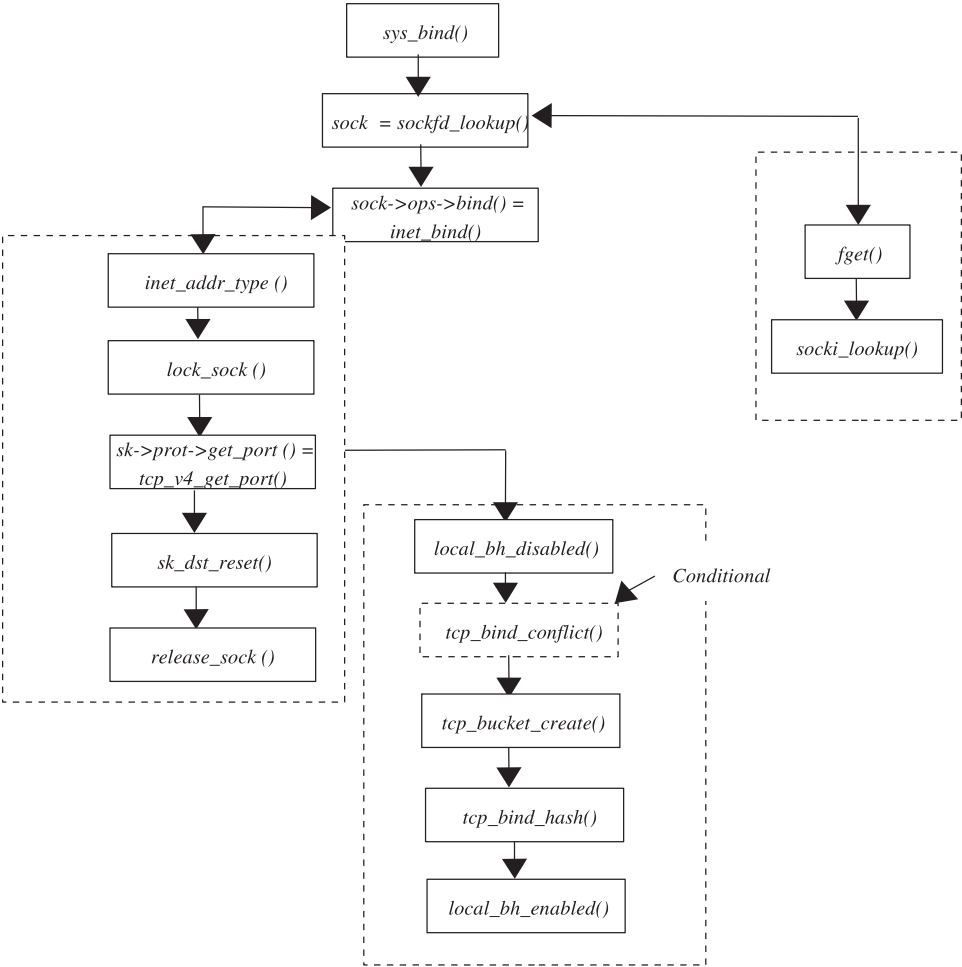 sys_bind()
sock = sockfd_lookup()
sock->ops->bind() =
inet_bind()
fget()
socki_lookup()
inet_addr_type ()
lock_sock ()
sk->prot->get_port () =
tcp_v4_get_port()
sk_dst_reset()
release_sock ()
local_bh_disabled()
Conditional
tcp_bind_conflict()
tcp_bucket_create()
tcp_bind_hash()
local_bh_enabled()